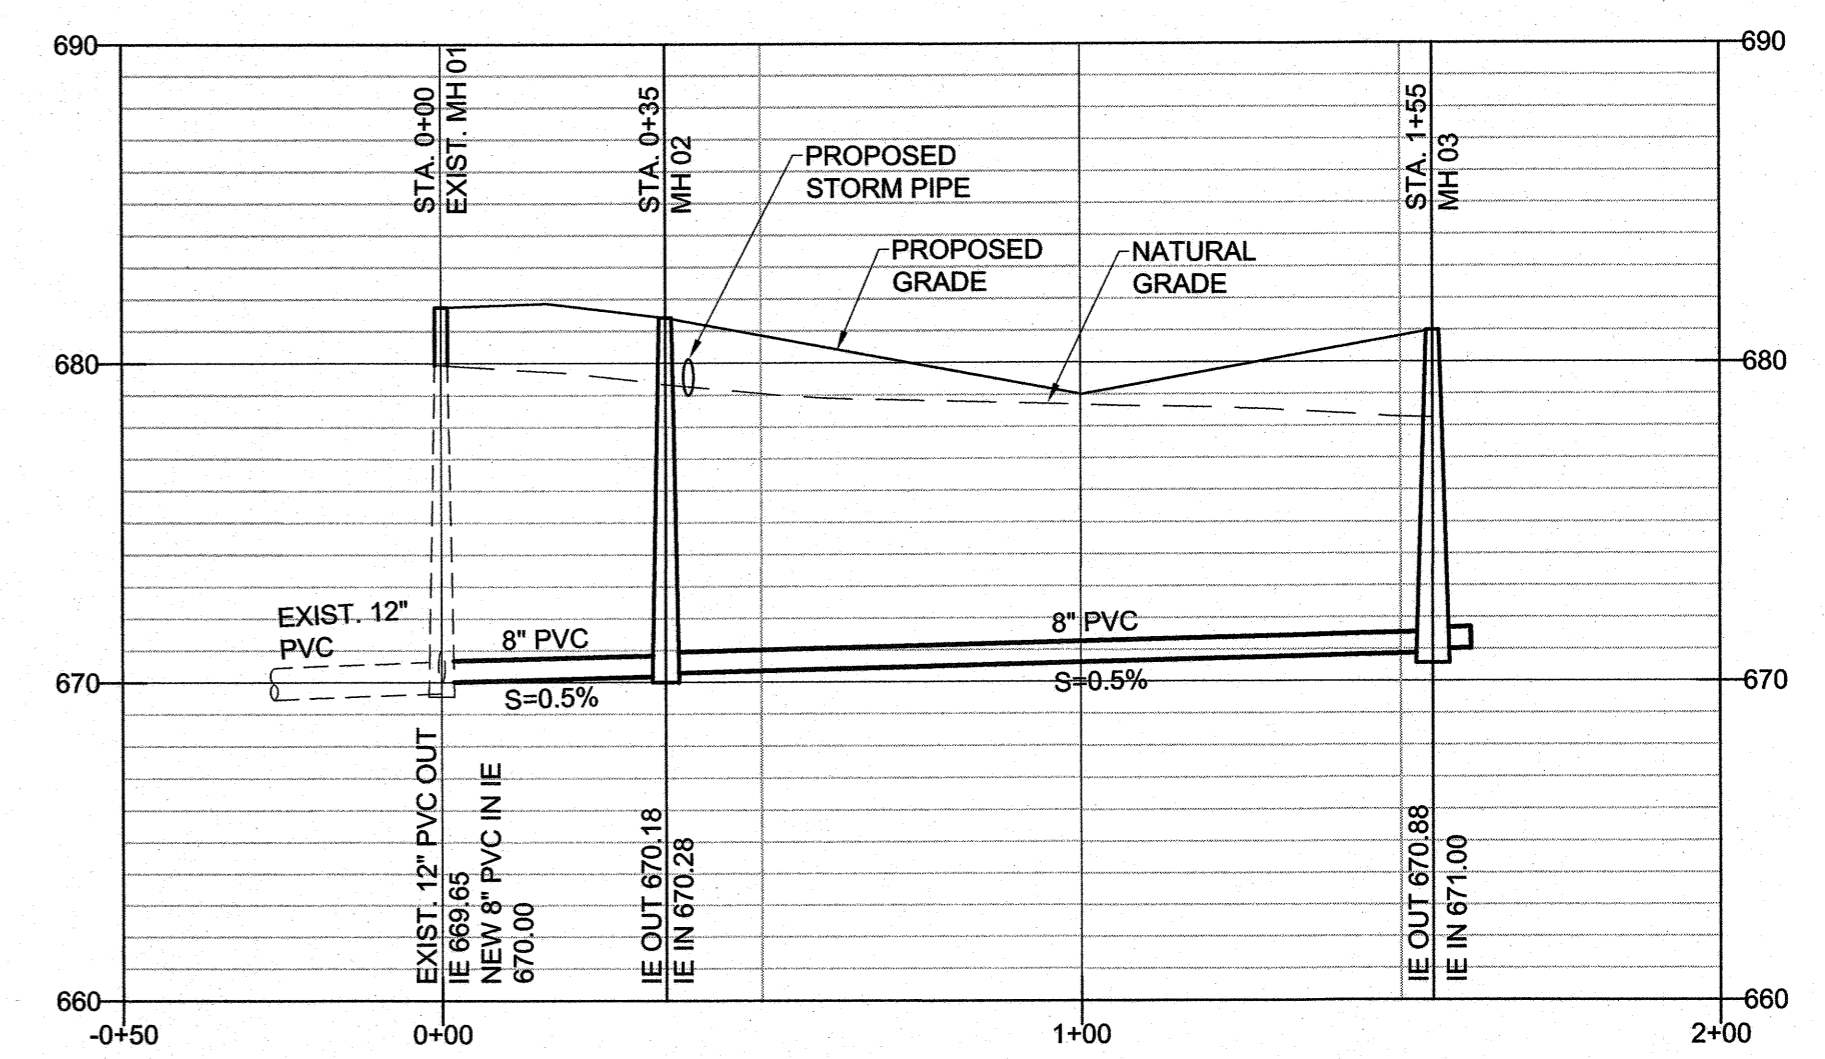 690
690
STA. 0+00
EXIST. MH 01
STA. 0+35
MH 02
STA. 1+55
MH 03
PROPOSED
STORM PIPE
PROPOSED
GRADE
NATURAL
GRADE
680
680
EXIST. 12"
PVC
8" PVC
8" PVC
670
S=0.5%
S=0.5%
670
EXIST. 12" PVC OUT
IE 669.65
NEW 8" PVC IN IE
670.00
IE OUT 670.18
IE IN 670.28
IE OUT 670.88
IE IN 671.00
660
660
-0+50
0+00
1+00
2+00